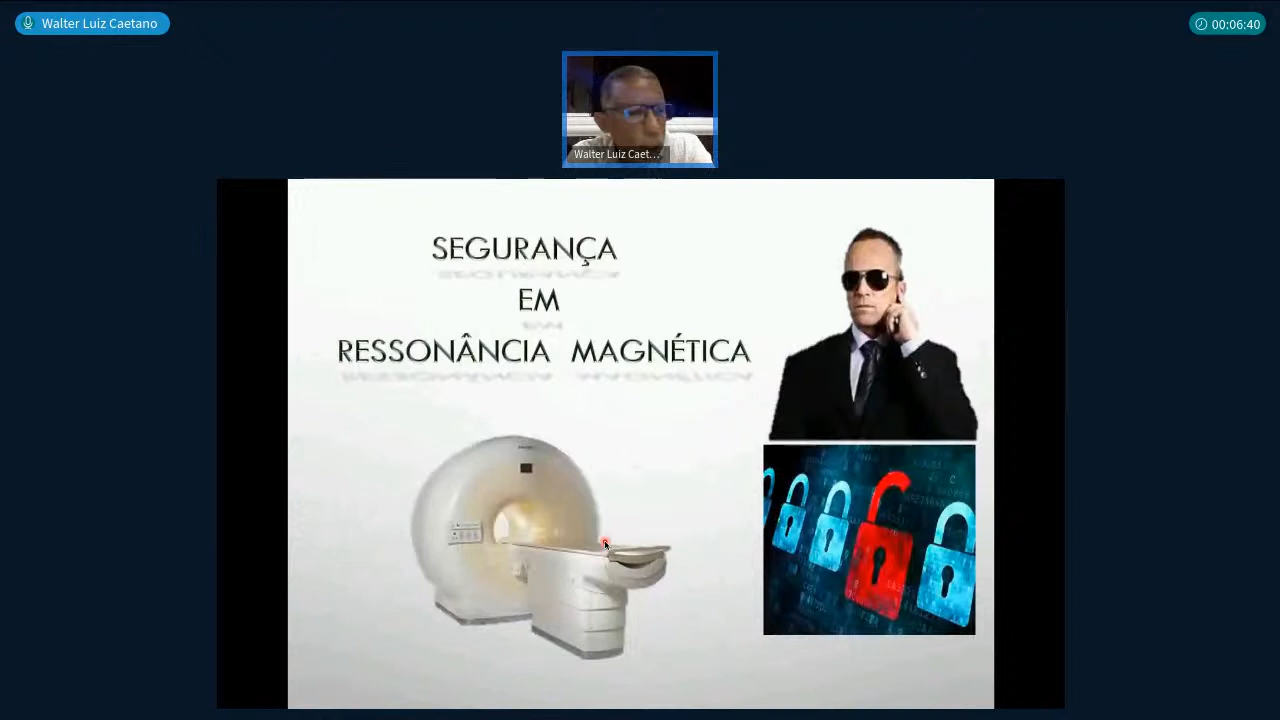 Walter Luiz Caetano
00:06:40
Walter Luiz Caet...
SEGURANÇA
EM
RESSONÂNCIA MAGNÉTICA